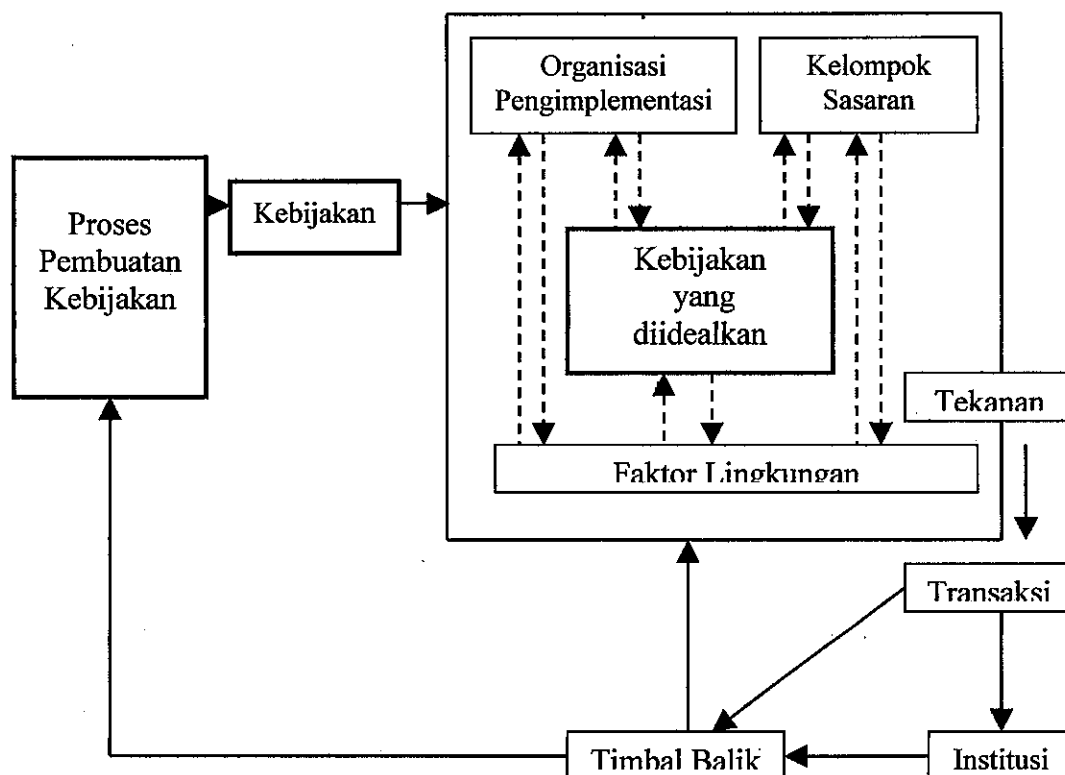 Organisasi
Pengimplementasi
Kelompok
Sasaran
Proses
Pembuatan
Kebijakan
Kebijakan
Kebijakan
yang
diidealkan
Tekanan
Faktor Lingkungan
Transaksi
Timbal Balik
Institusi